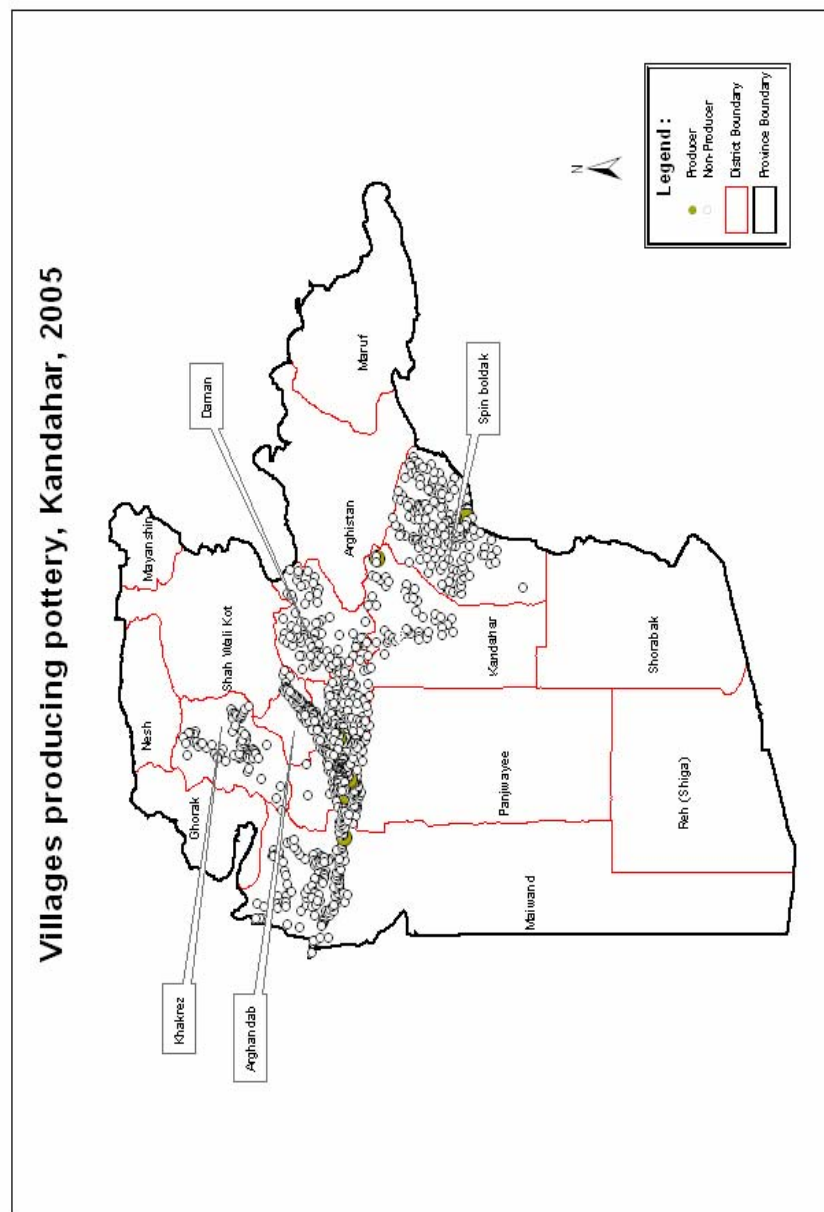 Villages producing pottery, Kandahar, 2005
Mayanshin
Nesh
Shah Wali Kot
Ghorak
Khakrez
Daman
Arghandab
Arghistan
Maruf
Spin boldak
Kandahar
Panjwayee
Maiwand
Shorabak
Reh (Shiga)
N
Legend :
Producer
Non-Producer
District Boundary
Province Boundary